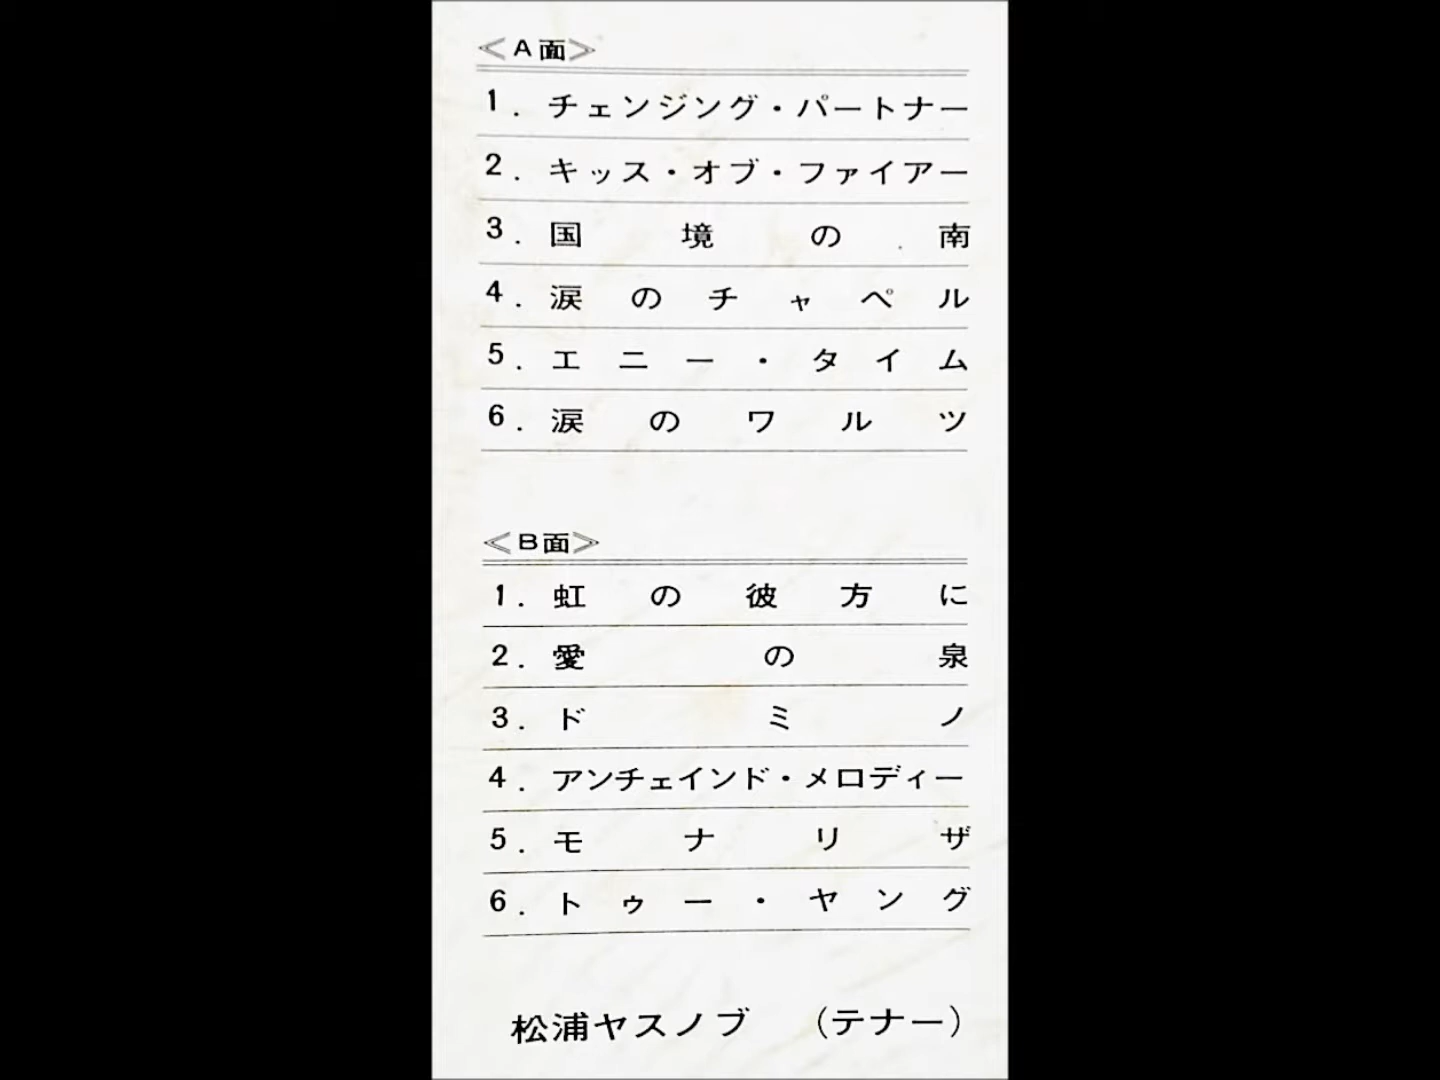 ＜A面＞
1. チェンジング・パートナー
2. キッス・オブ・ファイアー
3. 国境の南
4. 涙のチャペル
5. エニー・タイム
6. 涙のワルツ
＜B面＞
1. 虹の彼方に
2. 愛の泉
3. ドミノ
4. アンチェインド・メロディー
5. モナリザ
6. トゥー・ヤング
松浦ヤスノブ （テナー）